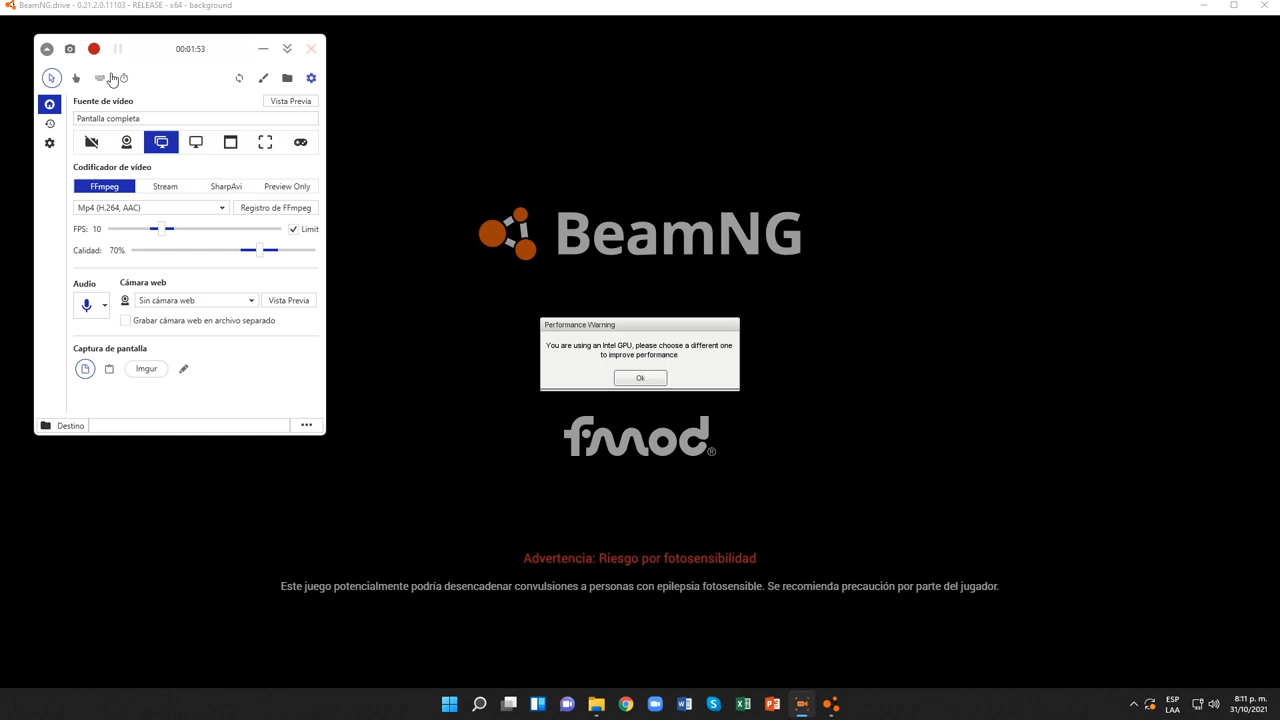 BeamNG.drive - 0.21.2.0.11103 - RELEASE - x64 - background
00:01:53
Fuente de vídeo
Vista Previa
Pantalla completa
Codificador de vídeo
FFmpeg
Stream
SharpAvi
Preview Only
Mp4 (H.264, AAC)
Registro de FFmpeg
FPS: 10
Limit
Calidad: 70%
Audio
Cámara web
Sin cámara web
Vista Previa
Grabar cámara web en archivo separado
Captura de pantalla
Imgur
Destino
BeamNG
Performance Warning
You are using an Intel GPU, please choose a different one
to improve performance
Ok
fmod®
Advertencia: Riesgo por fotosensibilidad
Este juego potencialmente podría desencadenar convulsiones a personas con epilepsia fotosensible. Se recomienda precaución por parte del jugador.
ESP
LAA
8:11 p. m.
31/10/2021